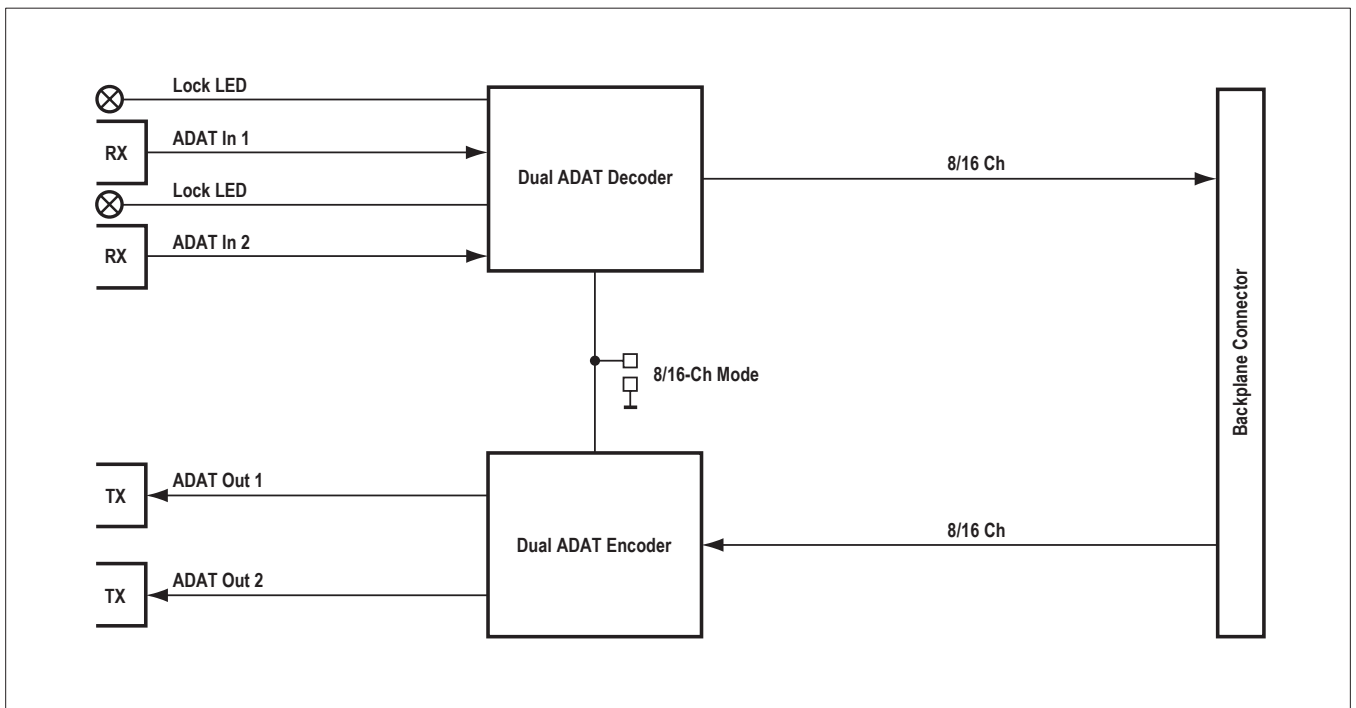 Lock LED
RX
ADAT In 1
Dual ADAT Decoder
8/16 Ch
Lock LED
RX
ADAT In 2
8/16-Ch Mode
Backplane Connector
TX
ADAT Out 1
Dual ADAT Encoder
8/16 Ch
TX
ADAT Out 2